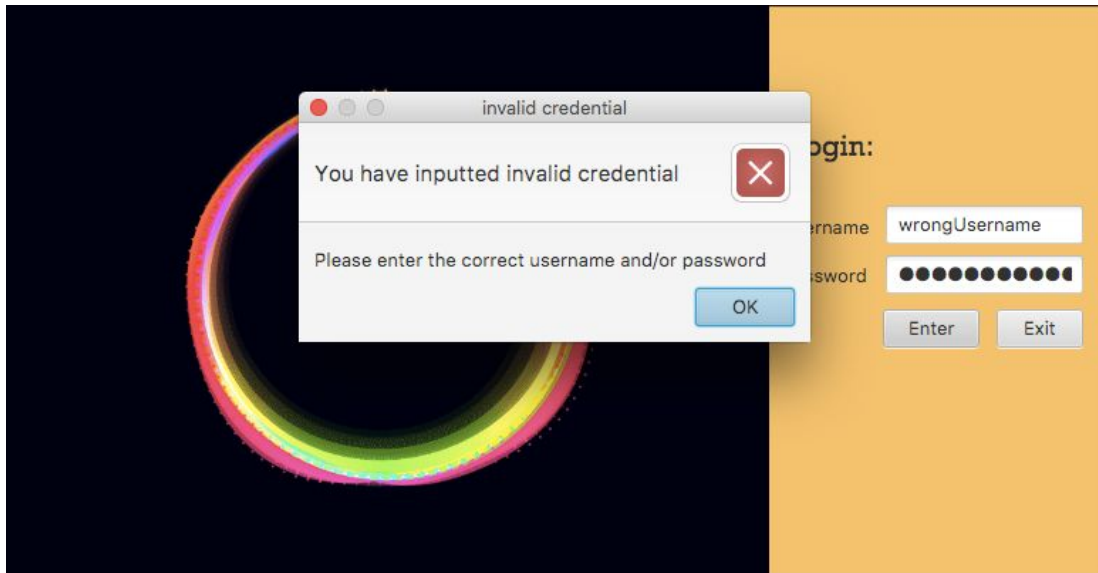 invalid credential
You have inputted invalid credential
Please enter the correct username and/or password
OK
ogin:
ername wrongUsername
ssword ●●●●●●●●●●●
Enter Exit